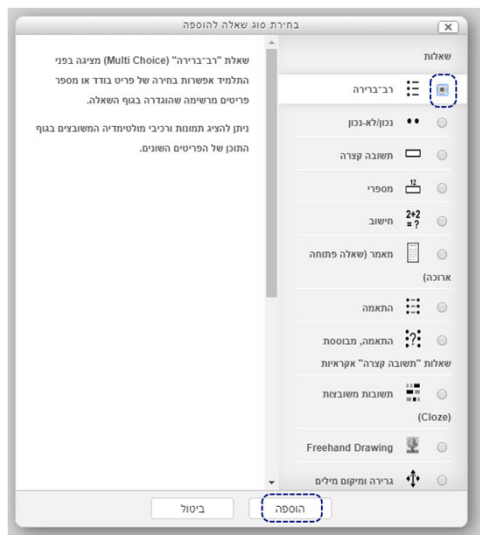 בחירת סוג שאלה להוספה
שאלות
רב־ברירה
נכון/לא-נכון
תשובה קצרה
12
מספרי
2+2
= ?
חישוב
מאמר (שאלה פתוחה
ארוכה)
התאמה
?
התאמה, מבוססת
שאלות "תשובה קצרה" אקראיות
תשובות משובצות
(Cloze)
Freehand Drawing
גרירה ומיקום מילים
שאלת "רב־ברירה" (Multi Choice) מציגה בפני
התלמיד אפשרות בחירה של פריט בודד או מספר
פריטים מרשימה שהוגדרה בגוף השאלה.
ניתן להציג תמונות ורכיבי מולטימדיה המשובצים בגוף
התוכן של הפריטים השונים.
הוספה
ביטול